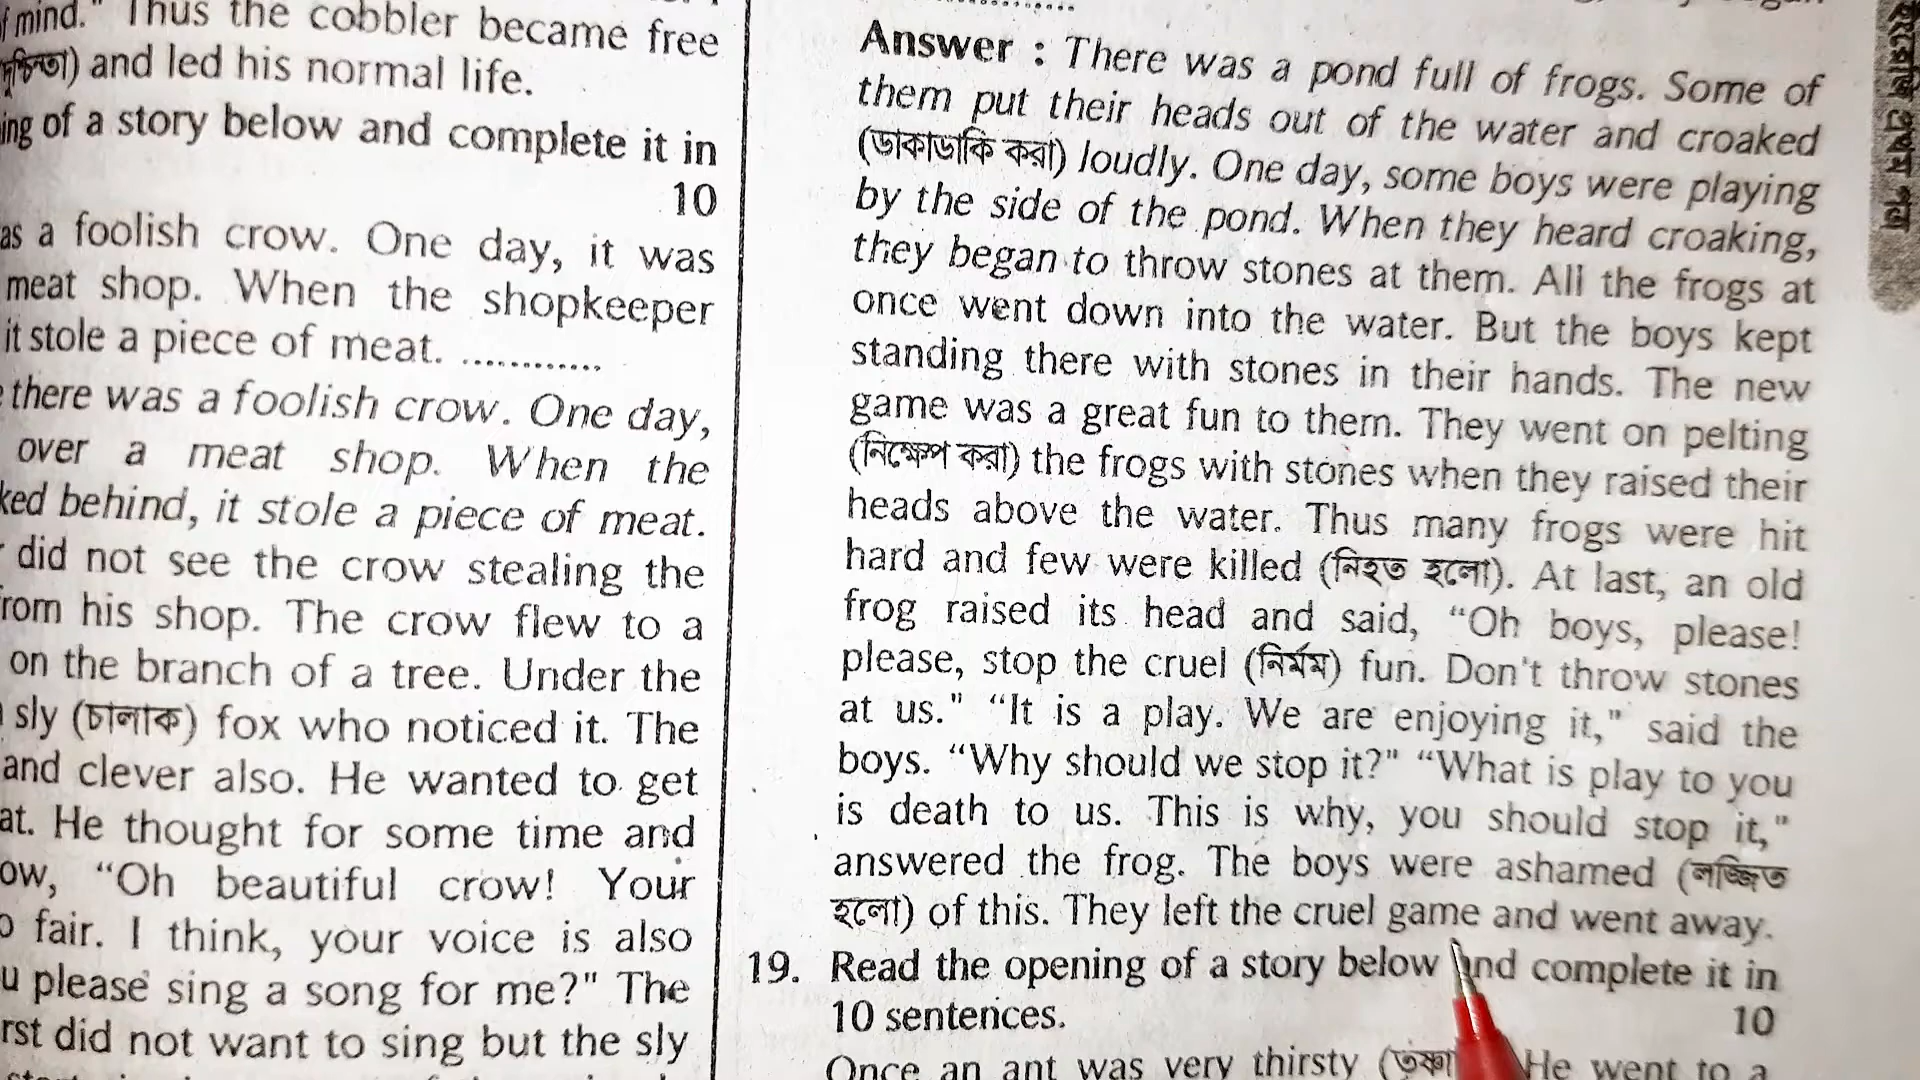 mind." Thus the cobbler became free
(দুশ্চিন্তা) and led his normal life.
ing of a story below and complete it in
10
as a foolish crow. One day, it was
meat shop. When the shopkeeper
it stole a piece of meat. ............
there was a foolish crow. One day,
over a meat shop. When the
ked behind, it stole a piece of meat.
did not see the crow stealing the
rom his shop. The crow flew to a
on the branch of a tree. Under the
sly (চালাক) fox who noticed it. The
and clever also. He wanted to get
at. He thought for some time and
ow, “Oh beautiful crow! Your
o fair. I think, your voice is also
u please sing a song for me?" The
rst did not want to sing but the sly
Answer : There was a pond full of frogs. Some of
them put their heads out of the water and croaked
(ডাকাডাকি করা) loudly. One day, some boys were playing
by the side of the pond. When they heard croaking,
they began to throw stones at them. All the frogs at
once went down into the water. But the boys kept
standing there with stones in their hands. The new
game was a great fun to them. They went on pelting
(নিক্ষেপ করা) the frogs with stones when they raised their
heads above the water. Thus many frogs were hit
hard and few were killed (নিহত হলো). At last, an old
frog raised its head and said, “Oh boys, please!
please, stop the cruel (নির্মম) fun. Don't throw stones
at us." “It is a play. We are enjoying it," said the
boys. “Why should we stop it?" “What is play to you
is death to us. This is why, you should stop it,"
answered the frog. The boys were ashamed (লজ্জিত
হলো) of this. They left the cruel game and went away.
19. Read the opening of a story below and complete it in
10 sentences. 10
Once an ant was very thirsty (তৃষ্ণা He went to a
প্রথম পত্র